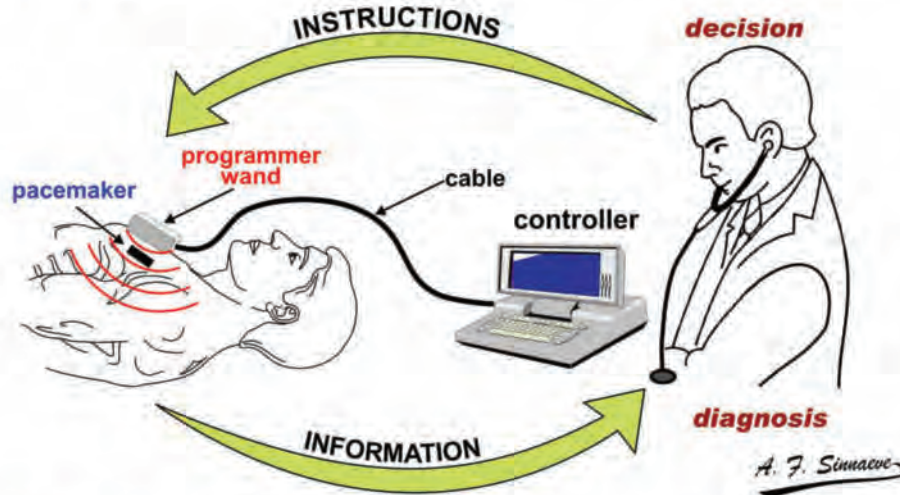 INSTRUCTIONS
decision
programmer
wand
pacemaker
cable
controller
diagnosis
INFORMATION
A. F. Sinnaeve